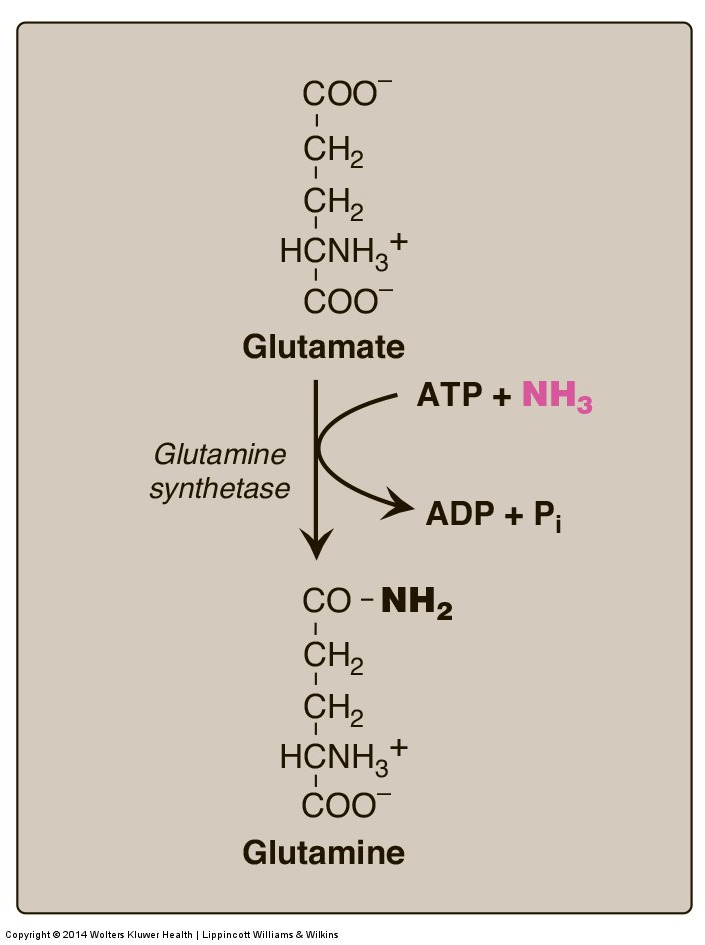 COO⁻
CH₂
CH₂
HCNH₃⁺
COO⁻
Glutamate
ATP + NH₃
Glutamine
synthetase
ADP + Pᵢ
CO – NH₂
CH₂
CH₂
HCNH₃⁺
COO⁻
Glutamine
Copyright © 2014 Wolters Kluwer Health | Lippincott Williams & Wilkins